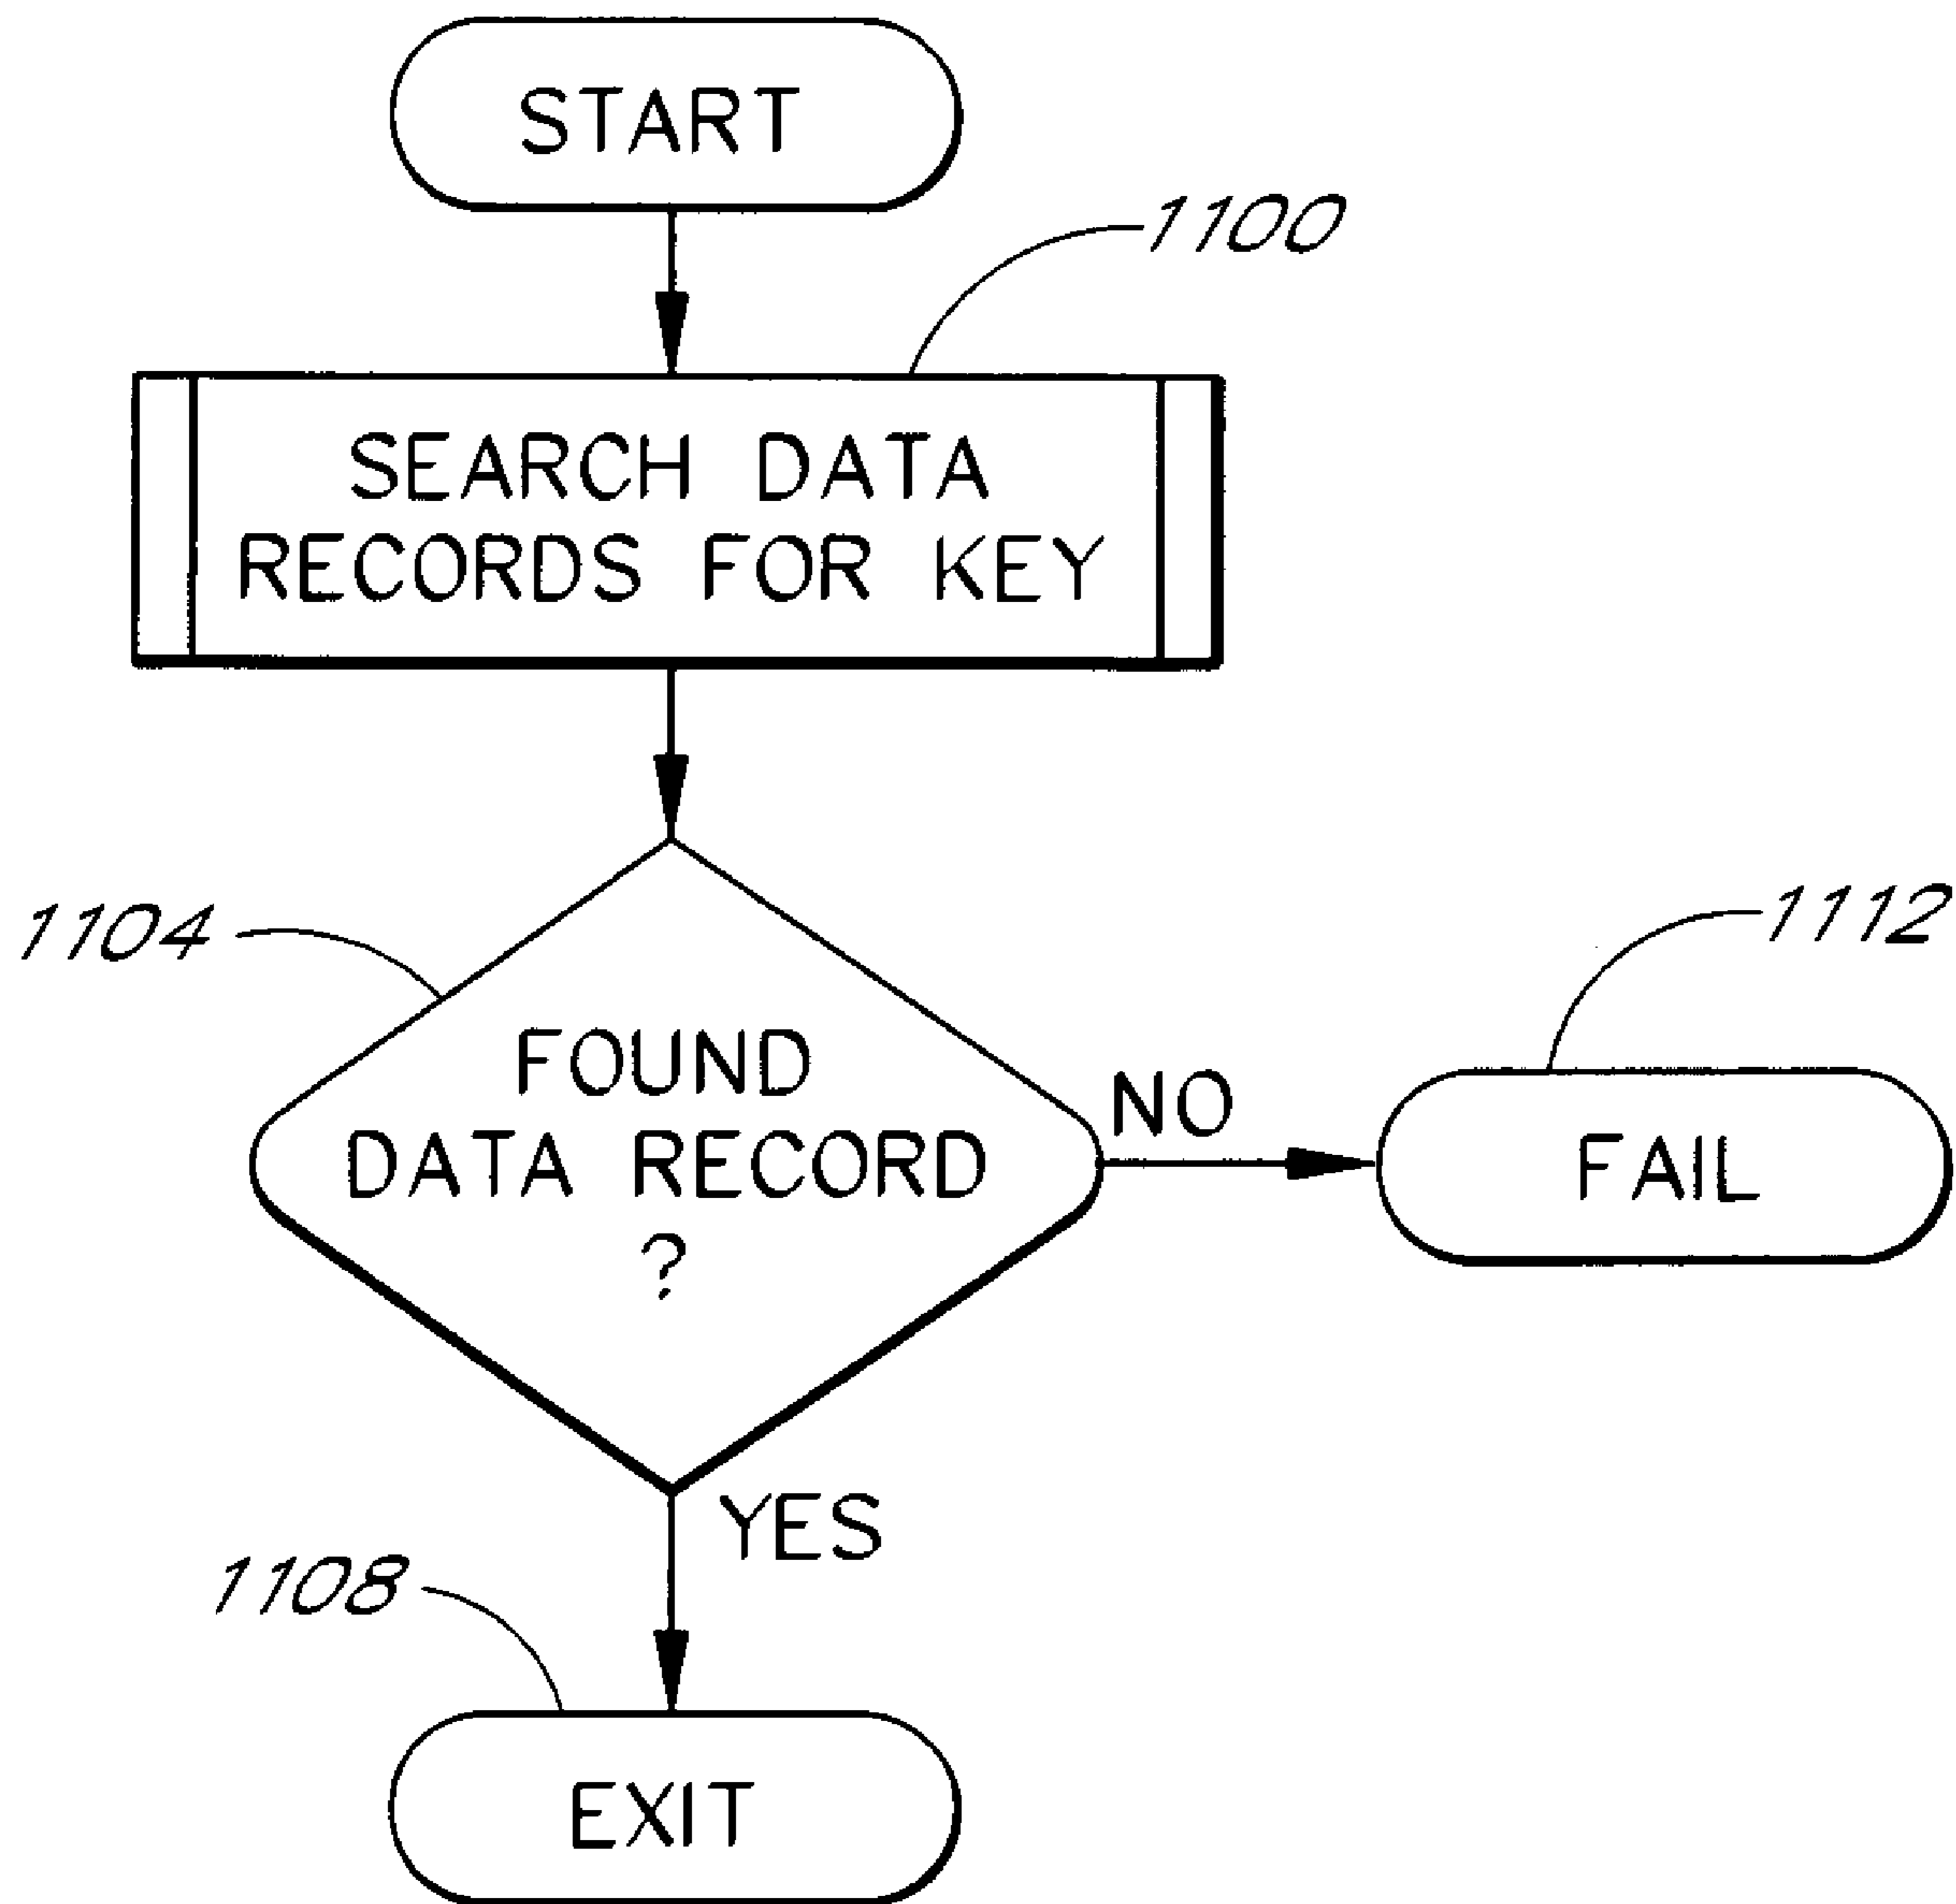 START
1100
SEARCH DATA
RECORDS FOR KEY
1104
FOUND
DATA RECORD
?
NO
1112
FAIL
YES
1108
EXIT